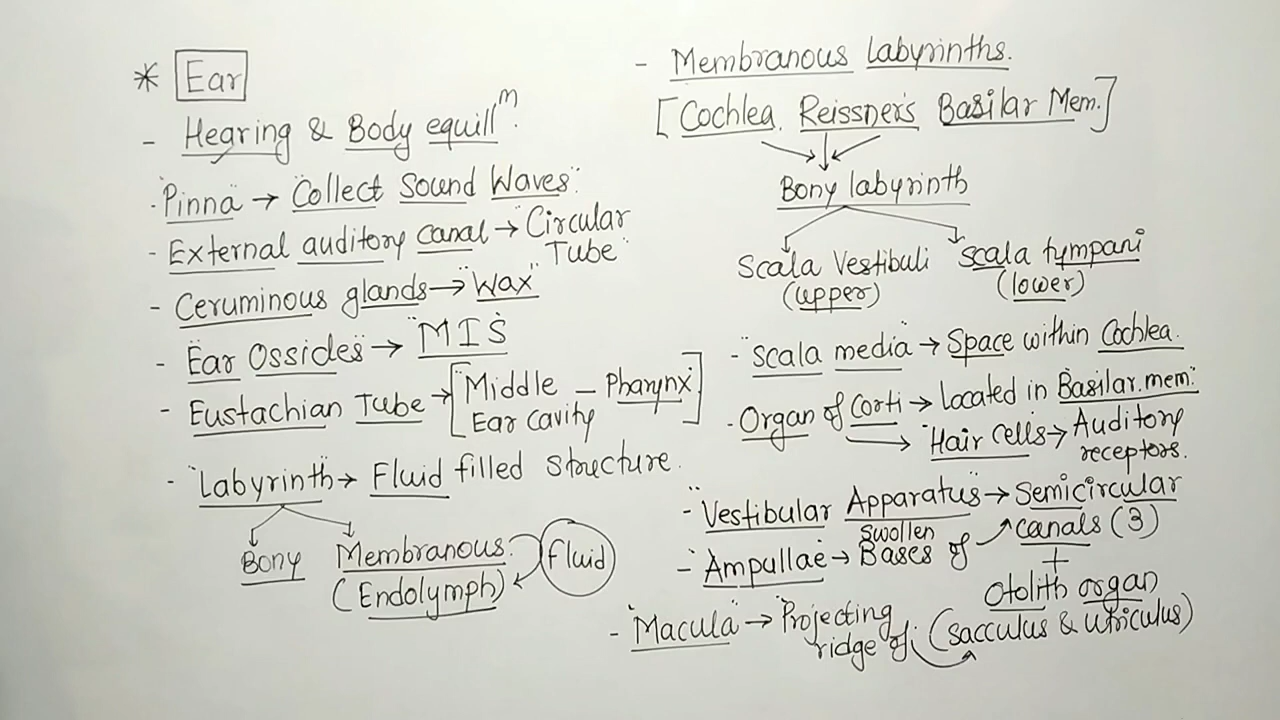 * Ear
- Hearing & Body equill^m.
. "Pinna" → "Collect Sound Waves".
- External auditory canal → "Circular
Tube"
- Ceruminous glands → "Wax"
- "Ear Ossides" → "MIS"
- Eustachian Tube → [Middle - Pharynx]
Ear cavity
- "Labyrinth → Fluid filled structure.
Bony Membranous
(Endolymph)
Fluid
- Membranous labyrinths.
[Cochlea, Reissner's Basilar Mem.]
Bony labyrinth
Scala Vestibuli
(upper)
Scala tympani
(lower)
- "Scala media → Space within Cochlea.
- Organ of Corti → Located in Basilar.mem."
→ "Hair cells → Auditory
receptors.
- "Vestibular Apparatus" → Semicircular
canals (3)
- Ampullae → swollen
Bases of
+
Otolith organ
(sacculus & utriculus)
- "Macula" → "Projecting
ridge of